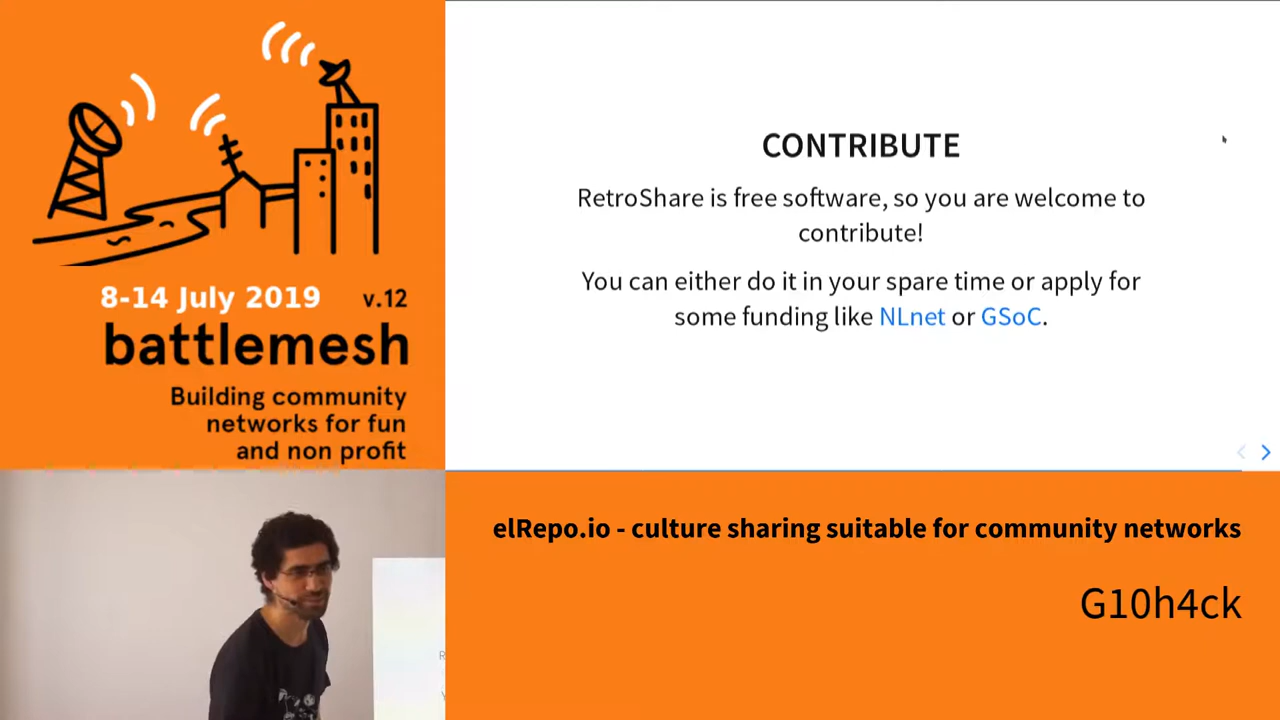 8-14 July 2019 v.12
battlemesh
Building community
networks for fun
and non profit
CONTRIBUTE
RetroShare is free software, so you are welcome to
contribute!
You can either do it in your spare time or apply for
some funding like NLnet or GSoC.
elRepo.io - culture sharing suitable for community networks
G10h4ck
R
Y